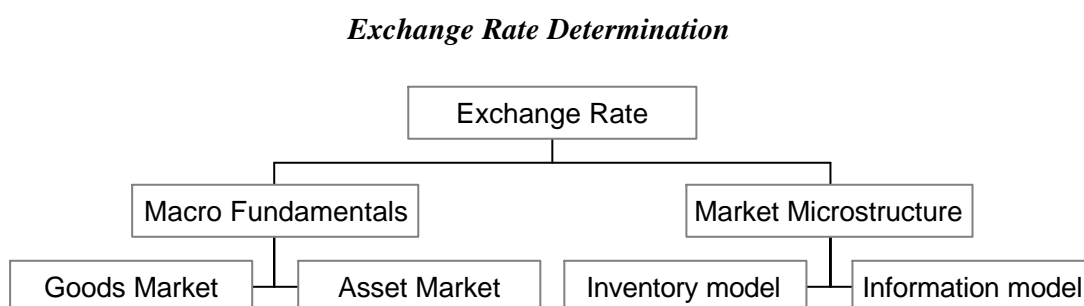 Exchange Rate Determination
Exchange Rate
Macro Fundamentals
Market Microstructure
Goods Market
Asset Market
Inventory model
Information model